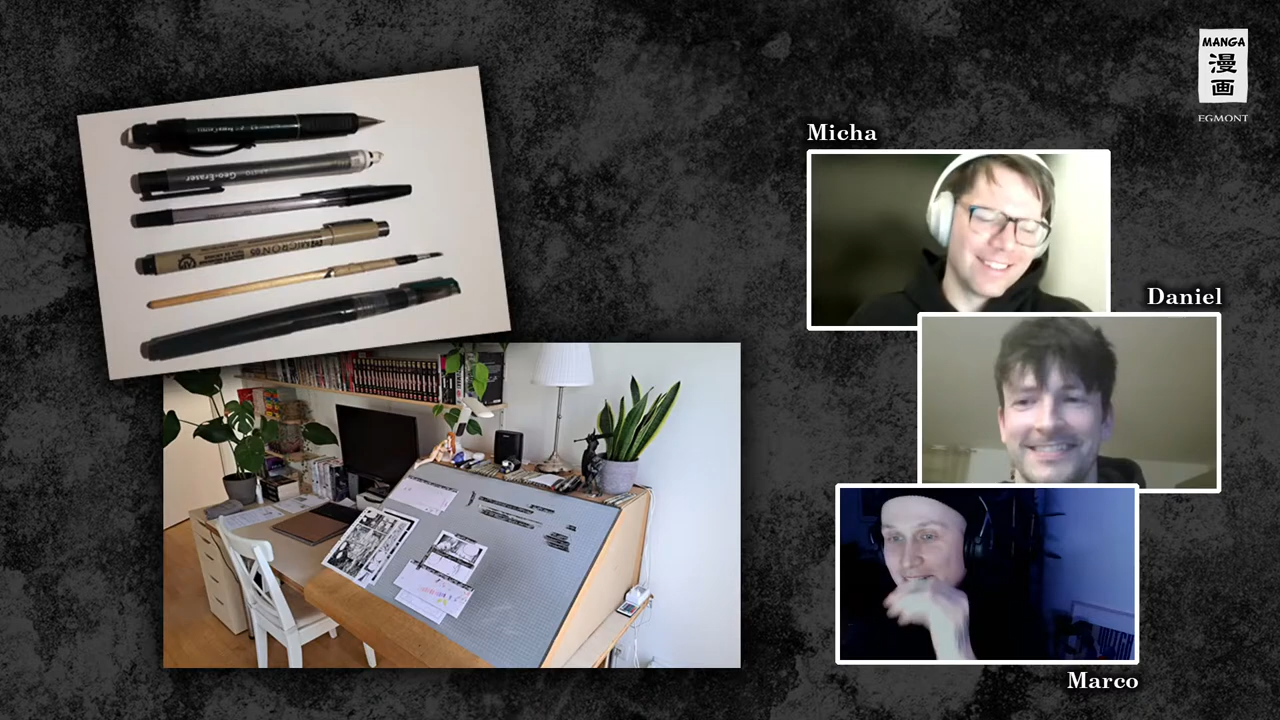 MANGA
漫
画
EGMONT
Micha
Daniel
Marco
Geo-Eraser
MICRON 05